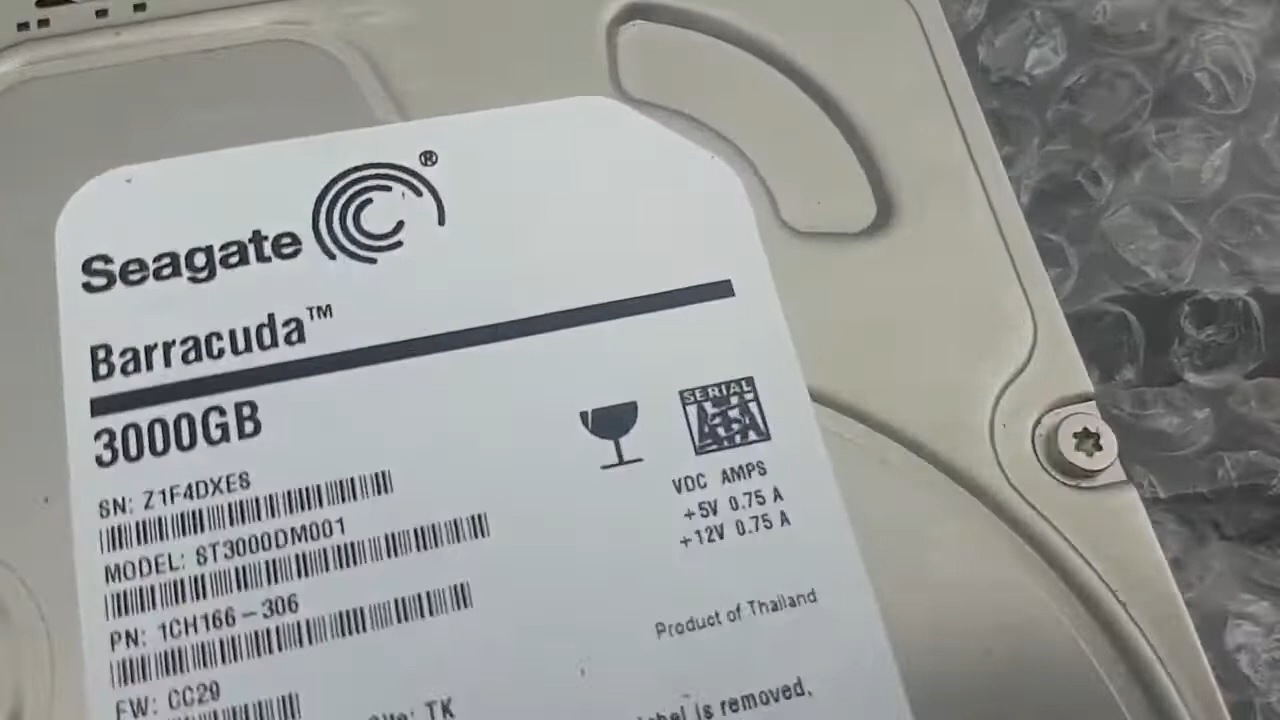 Seagate®
Barracuda™
3000GB
SERIAL
ATA
SN: Z1F4DXES
VDC AMPS
+5V 0.75 A
+12V 0.75 A
MODEL: ST3000DM001
PN: 1CH166-306
Product of Thailand
FW: CC29
TK
is removed,